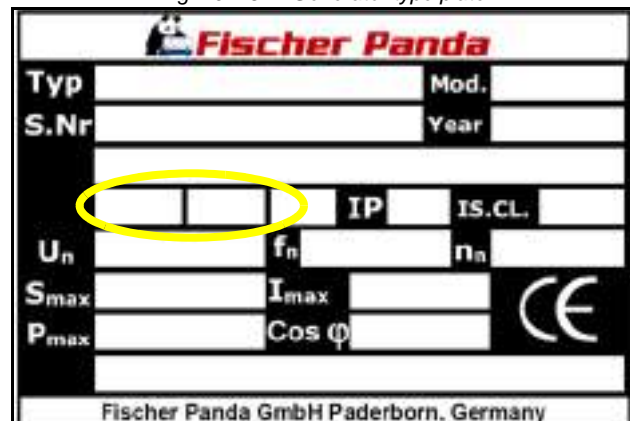 Fischer Panda
Typ Mod.
S.Nr Year
IP IS.CL.
Un fn nn
Smax Imax CE
Pmax Cos φ
Fischer Panda GmbH Paderborn, Germany